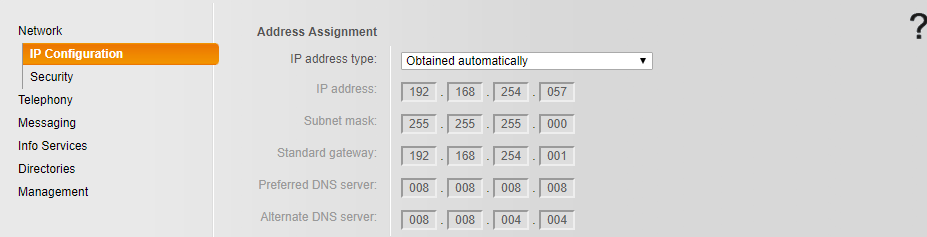 Network
IP Configuration
Security
Telephony
Messaging
Info Services
Directories
Management
?
Address Assignment
IP address type: Obtained automatically
IP address: 192 . 168 . 254 . 057
Subnet mask: 255 . 255 . 255 . 000
Standard gateway: 192 . 168 . 254 . 001
Preferred DNS server: 008 . 008 . 008 . 008
Alternate DNS server: 008 . 008 . 004 . 004